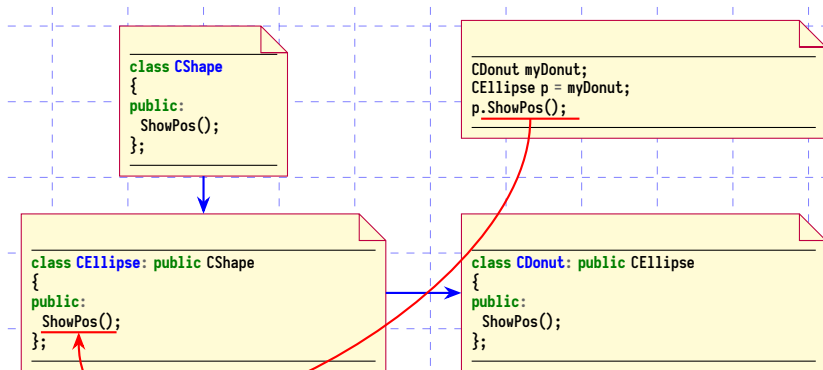 class CShape
{
public:
ShowPos();
};
CDonut myDonut;
CEllipse p = myDonut;
p.ShowPos();
class CEllipse: public CShape
{
public:
ShowPos();
};
class CDonut: public CEllipse
{
public:
ShowPos();
};